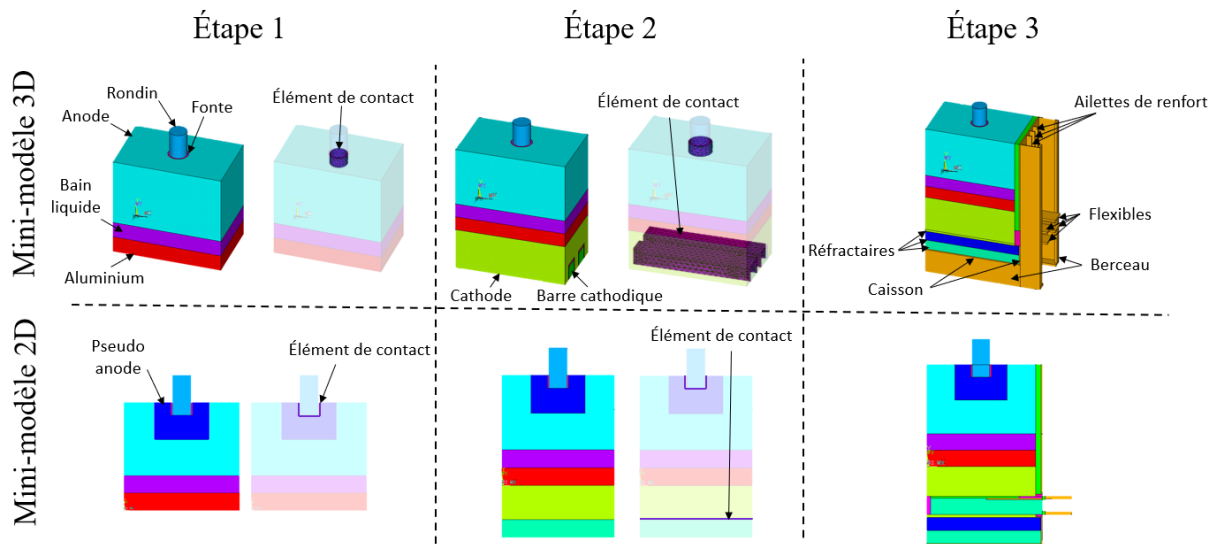 Étape 1
Étape 2
Étape 3
Mini-modèle 3D
Rondin
Fonte
Anode
Élément de contact
Bain
liquide
Aluminium
Élément de contact
Cathode
Barre cathodique
Ailettes de renfort
Flexibles
Réfractaires
Berceau
Caisson
Mini-modèle 2D
Pseudo
anode
Élément de contact
Élément de contact